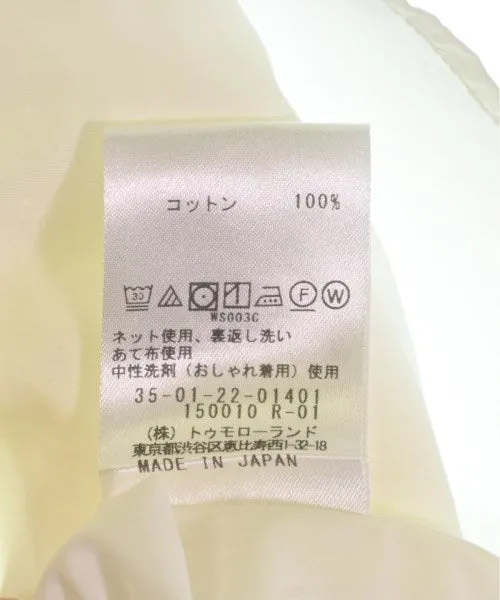 コットン 100%
30
F W
WS003C
ネット使用、裏返し洗い
あて布使用
中性洗剤（おしゃれ着用）使用
35-01-22-01401
150010 R-01
（株）トゥモローランド
東京都渋谷区恵比寿西1-32-18
MADE IN JAPAN